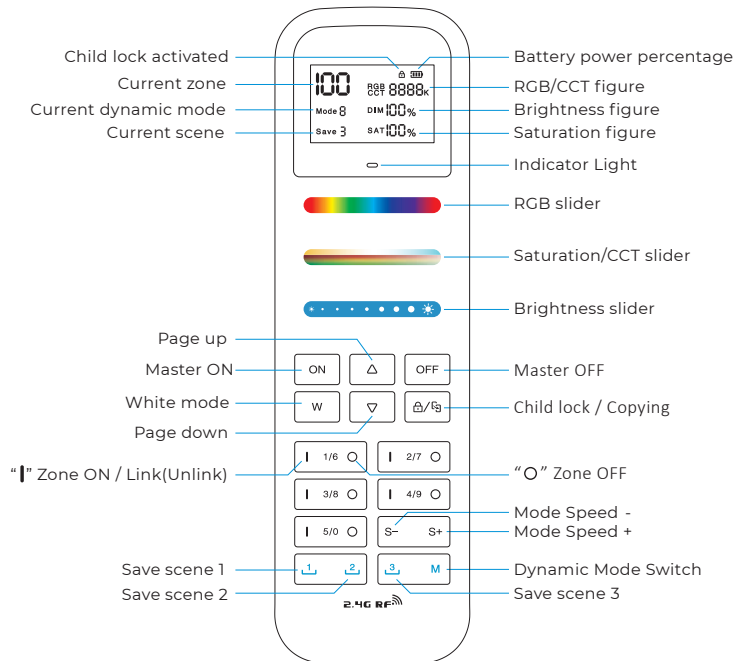 Child lock activated
Battery power percentage
Current zone
100
RGB
CCT 8888K
RGB/CCT figure
Current dynamic mode
Mode 8
DIM 100%
Brightness figure
Current scene
Save 3
SAT 100%
Saturation figure
Indicator Light
RGB slider
Saturation/CCT slider
Brightness slider
Page up
Master ON
ON
OFF
Master OFF
White mode
W
Child lock / Copying
Page down
"I" Zone ON / Link(Unlink)
I 1/6 O
I 2/7 O
"O" Zone OFF
I 3/8 O
I 4/9 O
Mode Speed -
I 5/0 O
S- S+
Mode Speed +
Save scene 1
1 2
3 M
Dynamic Mode Switch
Save scene 2
Save scene 3
2.4G RF